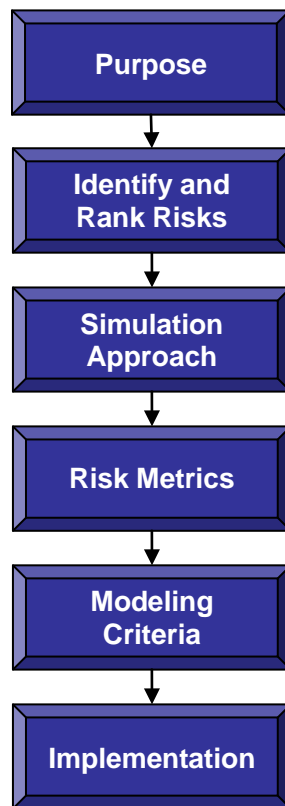 Purpose
Identify and
Rank Risks
Simulation
Approach
Risk Metrics
Modeling
Criteria
Implementation